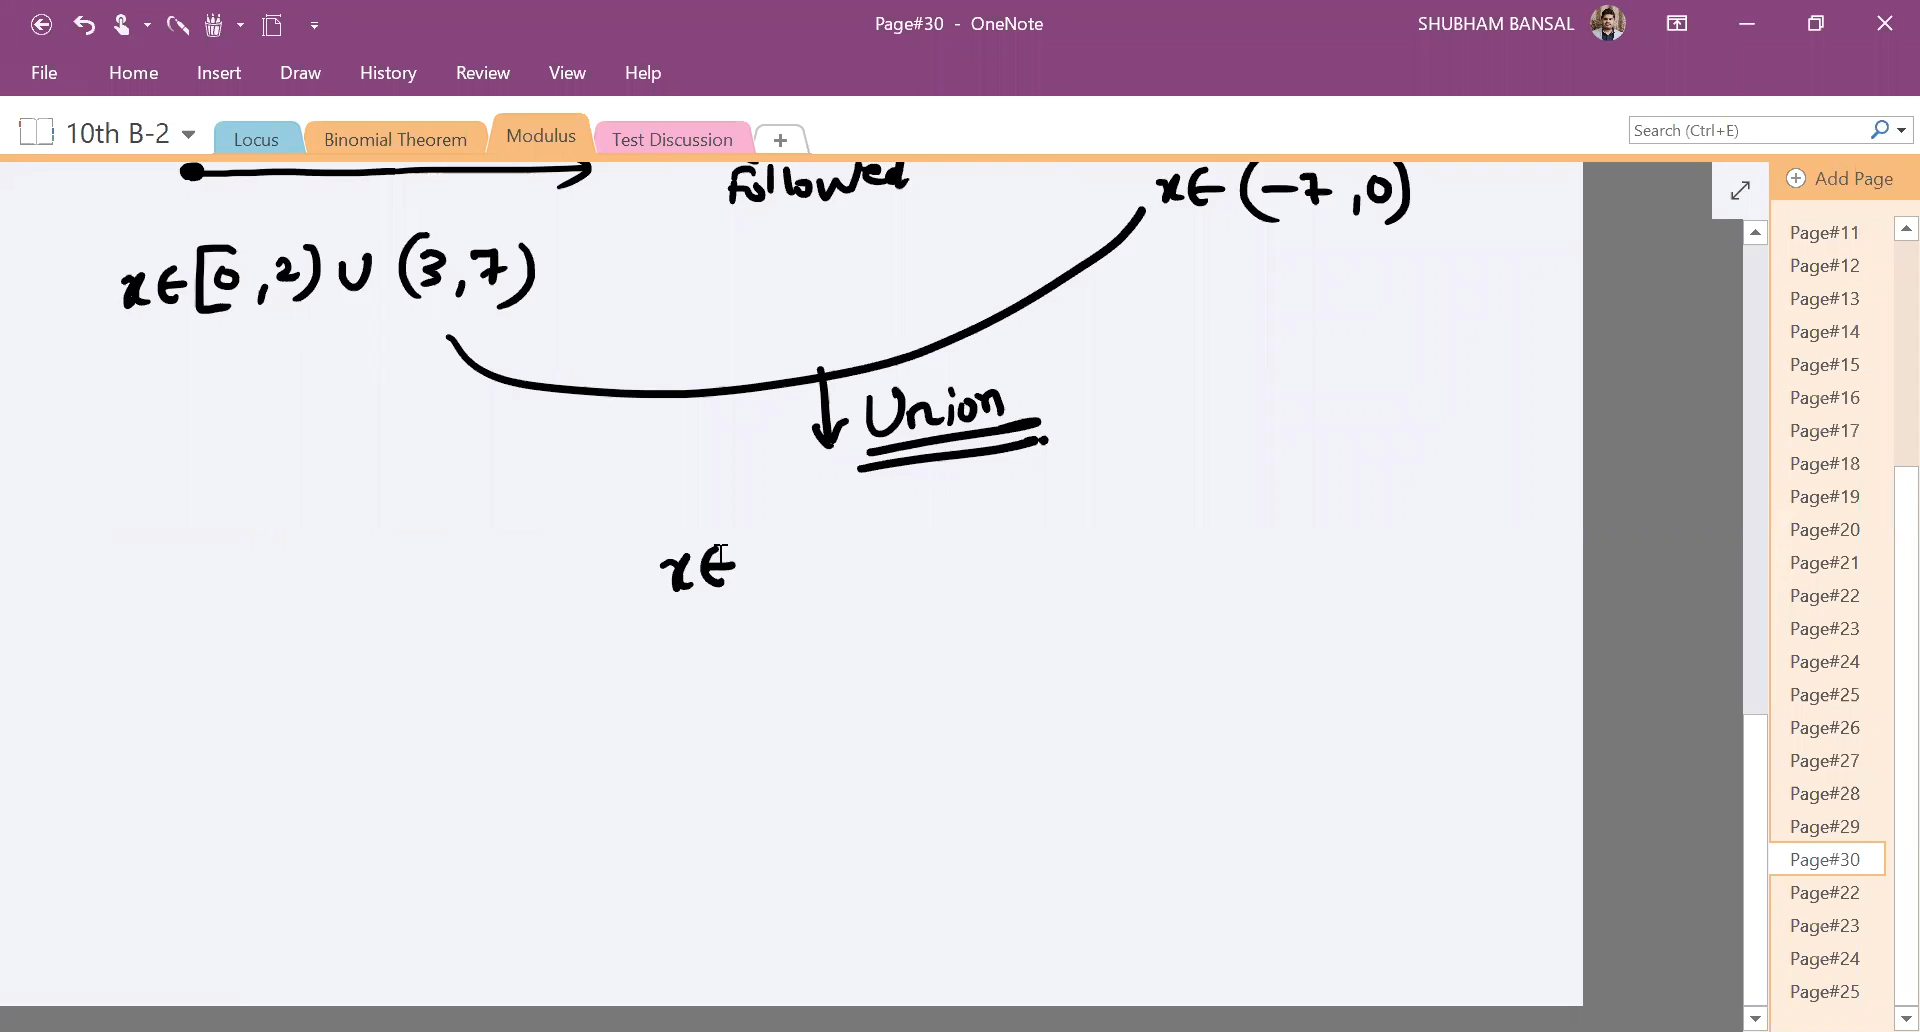 Page#30 - OneNote
SHUBHAM BANSAL
File Home Insert Draw History Review View Help
10th B-2
Locus
Binomial Theorem
Modulus
Test Discussion
Search (Ctrl+E)
Add Page
Followed
x∈ (-7, 0)
x∈ [0, 2) ∪ (3, 7)
Union
x∈
Page#11
Page#12
Page#13
Page#14
Page#15
Page#16
Page#17
Page#18
Page#19
Page#20
Page#21
Page#22
Page#23
Page#24
Page#25
Page#26
Page#27
Page#28
Page#29
Page#30
Page#22
Page#23
Page#24
Page#25